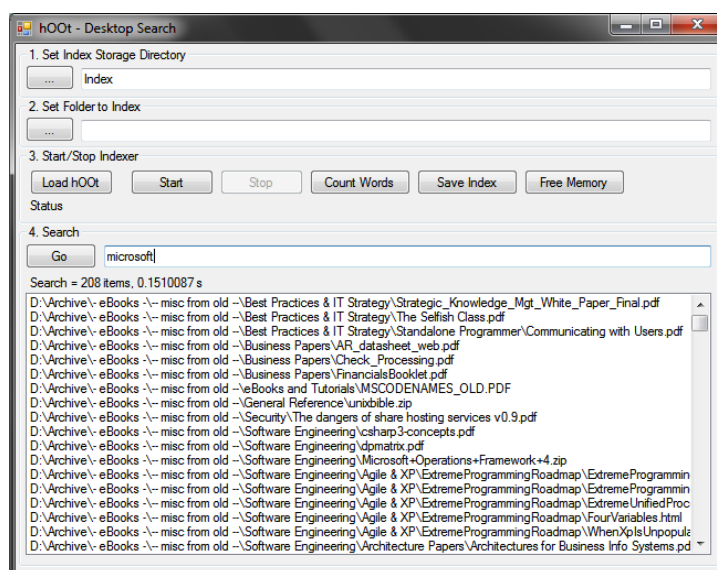 hOOt - Desktop Search
1. Set Index Storage Directory
... Index
2. Set Folder to Index
...
3. Start/Stop Indexer
Load hOOt Start Stop Count Words Save Index Free Memory
Status
4. Search
Go microsoft
Search = 208 items, 0.1510087 s
D:\Archive\- eBooks -\-- misc from old --\Best Practices & IT Strategy\Strategic_Knowledge_Mgt_White_Paper_Final.pdf
D:\Archive\- eBooks -\-- misc from old --\Best Practices & IT Strategy\The Selfish Class.pdf
D:\Archive\- eBooks -\-- misc from old --\Best Practices & IT Strategy\Standalone Programmer\Communicating with Users.pdf
D:\Archive\- eBooks -\-- misc from old --\Business Papers\AR_datasheet_web.pdf
D:\Archive\- eBooks -\-- misc from old --\Business Papers\Check_Processing.pdf
D:\Archive\- eBooks -\-- misc from old --\Business Papers\FinancialsBooklet.pdf
D:\Archive\- eBooks -\-- misc from old --\eBooks and Tutorials\MSCODENAMES_OLD.PDF
D:\Archive\- eBooks -\-- misc from old --\General Reference\unixbible.zip
D:\Archive\- eBooks -\-- misc from old --\Security\The dangers of share hosting services v0.9.pdf
D:\Archive\- eBooks -\-- misc from old --\Software Engineering\csharp3-concepts.pdf
D:\Archive\- eBooks -\-- misc from old --\Software Engineering\dpmatrix.pdf
D:\Archive\- eBooks -\-- misc from old --\Software Engineering\Microsoft+Operations+Framework+4.zip
D:\Archive\- eBooks -\-- misc from old --\Software Engineering\Agile & XP\ExtremeProgrammingRoadmap\ExtremeProgrammin
D:\Archive\- eBooks -\-- misc from old --\Software Engineering\Agile & XP\ExtremeProgrammingRoadmap\ExtremeProgrammin
D:\Archive\- eBooks -\-- misc from old --\Software Engineering\Agile & XP\ExtremeProgrammingRoadmap\ExtremeUnifiedProc
D:\Archive\- eBooks -\-- misc from old --\Software Engineering\Agile & XP\ExtremeProgrammingRoadmap\FourVariables.html
D:\Archive\- eBooks -\-- misc from old --\Software Engineering\Agile & XP\ExtremeProgrammingRoadmap\WhenXpIsUnpopula
D:\Archive\- eBooks -\-- misc from old --\Software Engineering\Architecture Papers\Architectures for Business Info Systems.pd